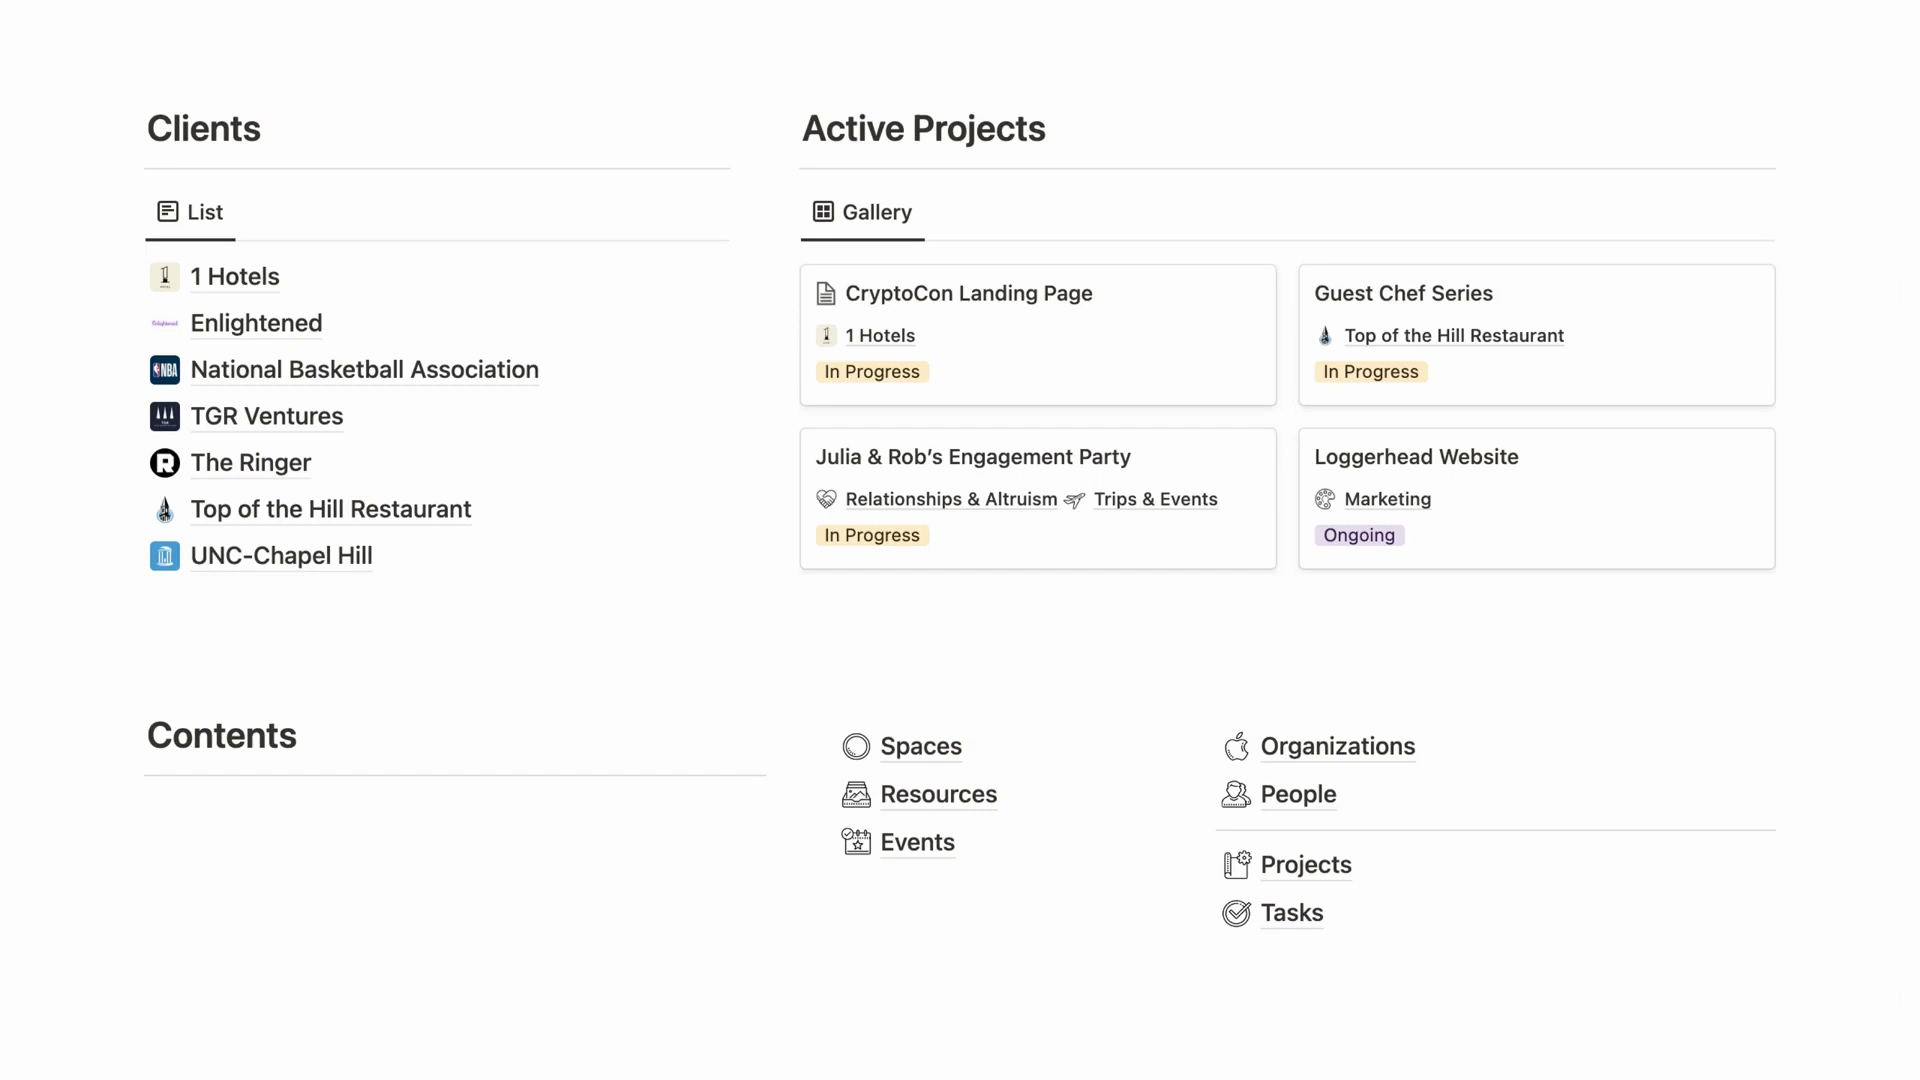 Clients
List
1 Hotels
Enlightened
NBA
National Basketball Association
TGR Ventures
R
The Ringer
Top of the Hill Restaurant
UNC-Chapel Hill
Active Projects
Gallery
CryptoCon Landing Page
1 Hotels
In Progress
Guest Chef Series
Top of the Hill Restaurant
In Progress
Julia & Rob’s Engagement Party
Relationships & Altruism Trips & Events
In Progress
Loggerhead Website
Marketing
Ongoing
Contents
Spaces
Resources
Events
Organizations
People
Projects
Tasks